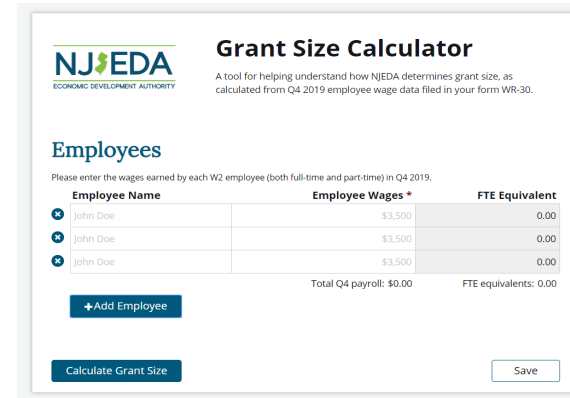 NJEDA
ECONOMIC DEVELOPMENT AUTHORITY
Grant Size Calculator
A tool for helping understand how NJEDA determines grant size, as
calculated from Q4 2019 employee wage data filed in your form WR-30.
Employees
Please enter the wages earned by each W2 employee (both full-time and part-time) in Q4 2019.
Employee Name Employee Wages * FTE Equivalent
John Doe $3,500 0.00
John Doe $3,500 0.00
John Doe $3,500 0.00
Total Q4 payroll: $0.00 FTE equivalents: 0.00
+Add Employee
Calculate Grant Size Save